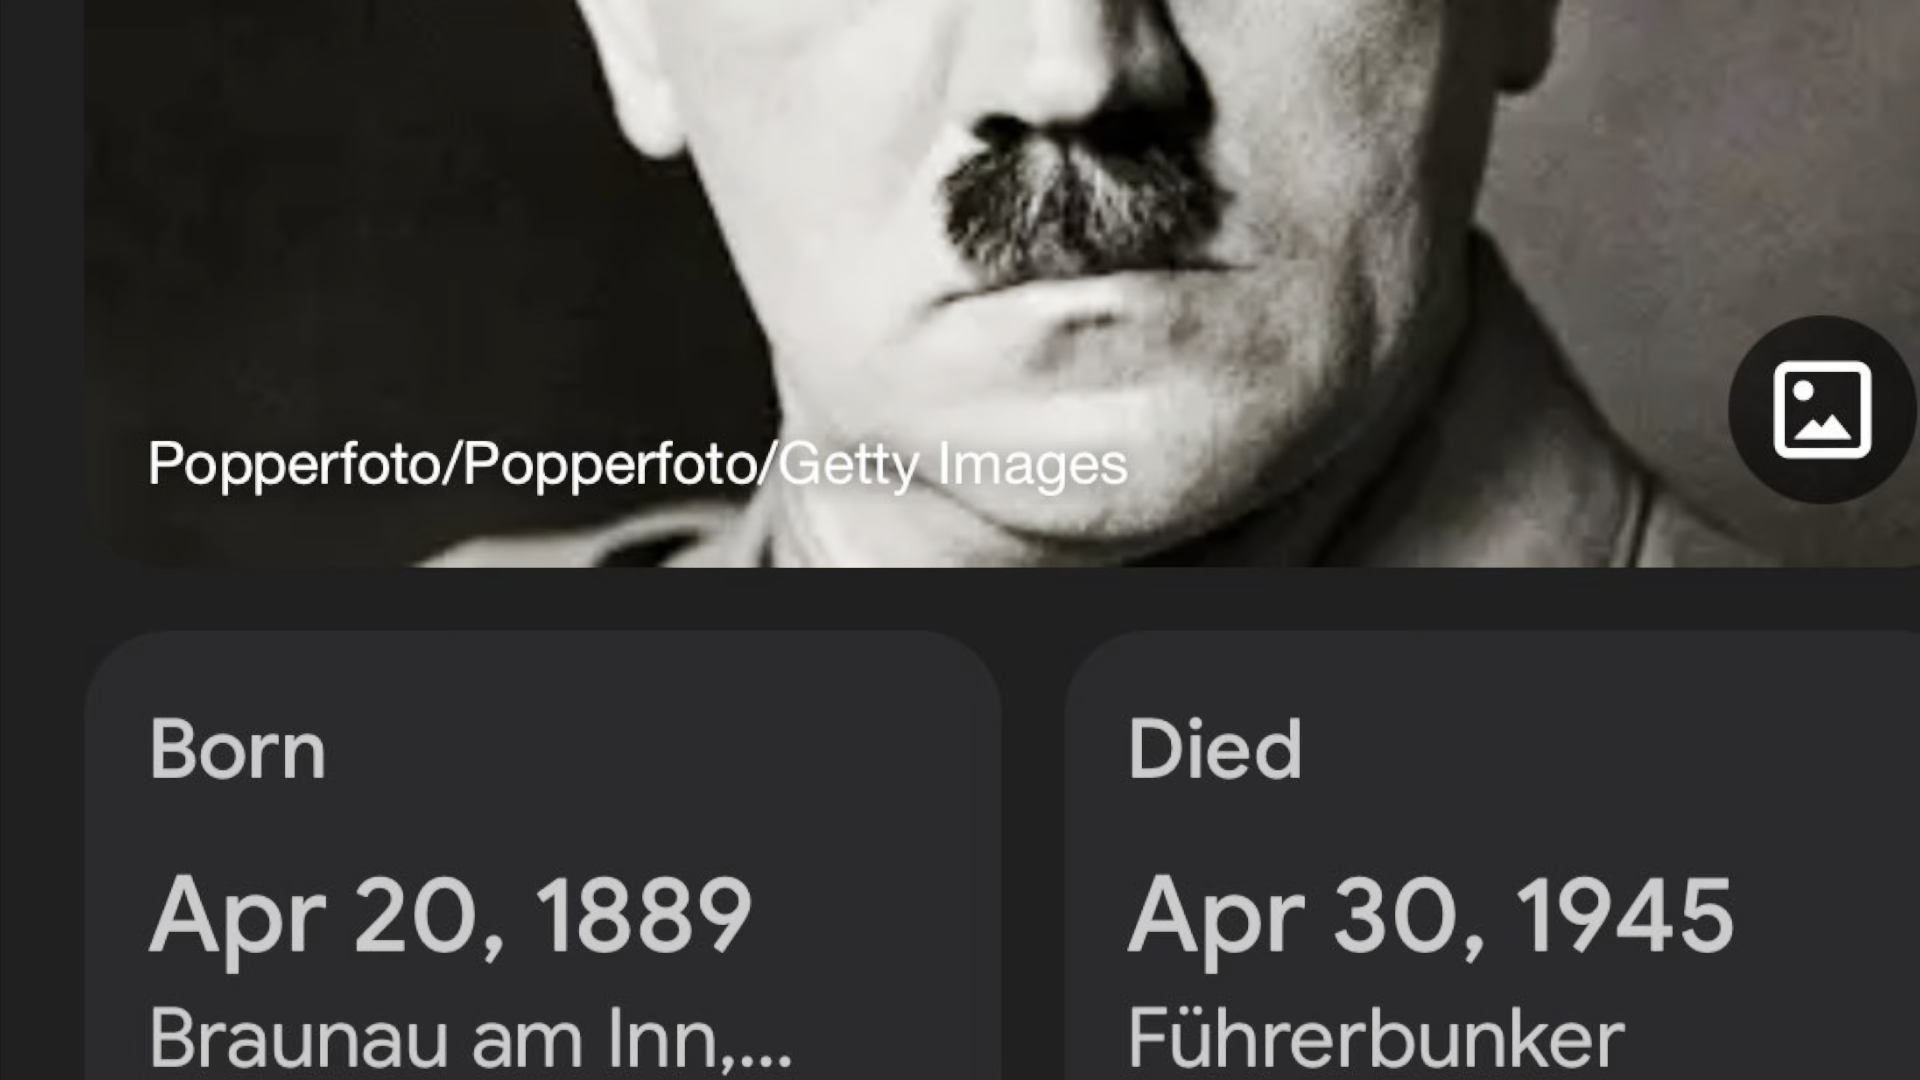 Popperfoto/Popperfoto/Getty Images
Born
Died
Apr 20, 1889
Apr 30, 1945
Braunau am Inn,...
Führerbunker